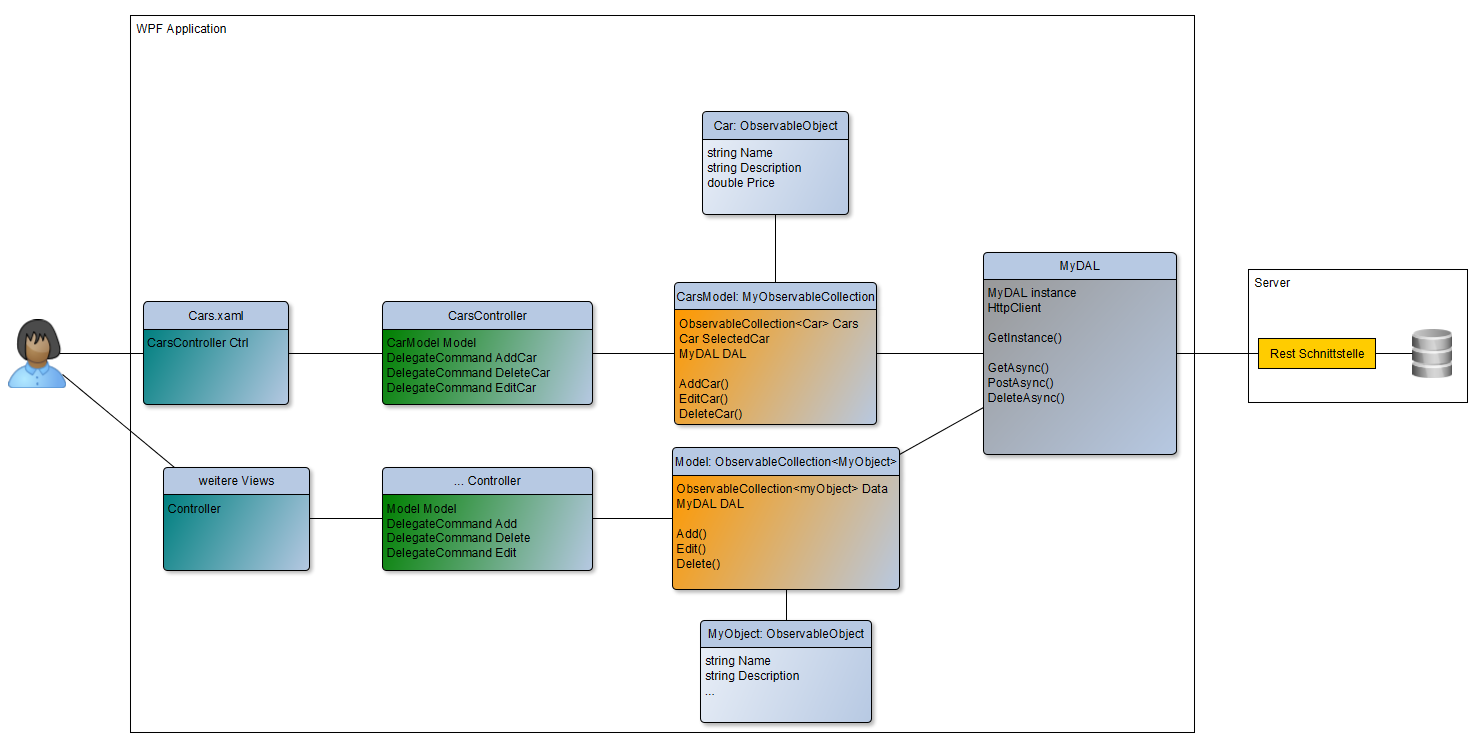 WPF Application
Car: ObservableObject
string Name
string Description
double Price
Cars.xaml
CarsController Ctrl
CarsController
CarModel Model
DelegateCommand AddCar
DelegateCommand DeleteCar
DelegateCommand EditCar
CarsModel: MyObservableCollection
ObservableCollection<Car> Cars
Car SelectedCar
MyDAL DAL
AddCar()
EditCar()
DeleteCar()
MyDAL
MyDAL instance
HttpClient
GetInstance()
GetAsync()
PostAsync()
DeleteAsync()
Server
Rest Schnittstelle
weitere Views
Controller
... Controller
Model Model
DelegateCommand Add
DelegateCommand Delete
DelegateCommand Edit
Model: ObservableCollection<MyObject>
ObservableCollection<myObject> Data
MyDAL DAL
Add()
Edit()
Delete()
MyObject: ObservableObject
string Name
string Description
...